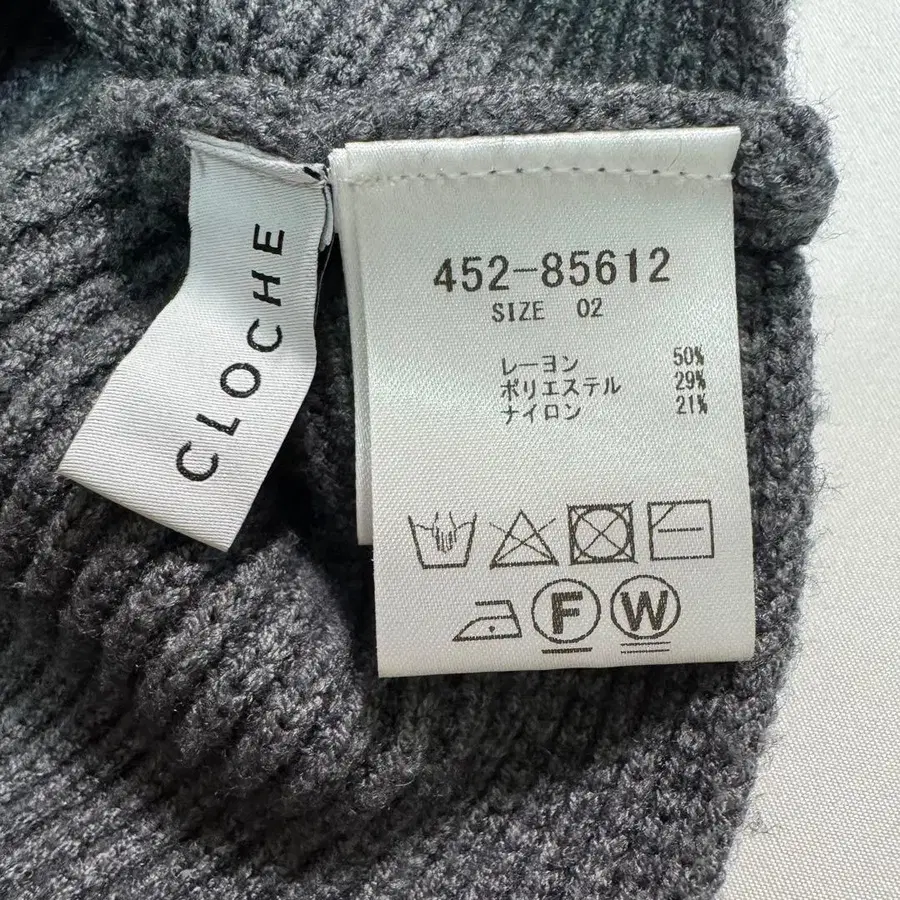 CLOCHE
452-85612
SIZE 02
レーヨン 50%
ポリエステル 29%
ナイロン 21%
F W